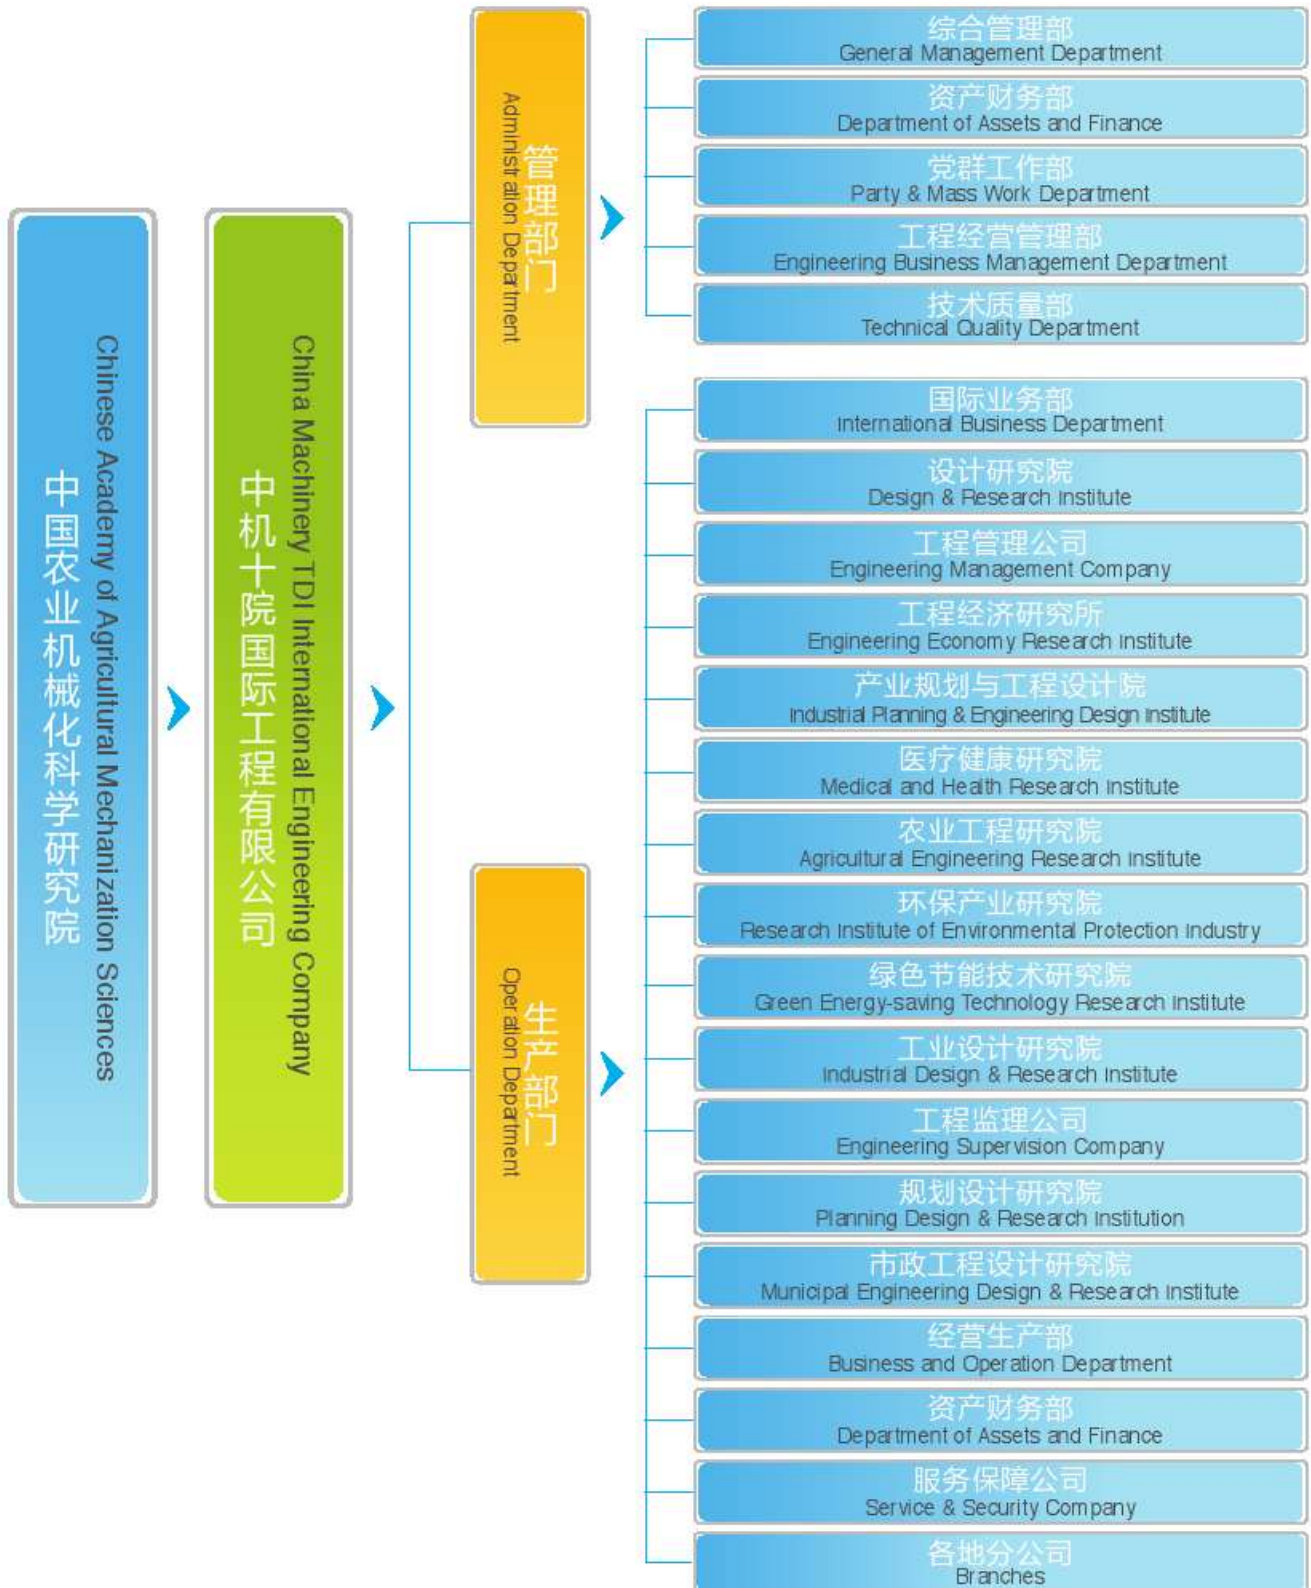 中国农业机械化科学研究院
Chinese Academy of Agricultural Mechanization Sciences
中机十院国际工程有限公司
China Machinery TDI International Engineering Company
管理部门
Administration Department
综合管理部
General Management Department
资产财务部
Department of Assets and Finance
党群工作部
Party & Mass Work Department
工程经营管理部
Engineering Business Management Department
技术质量部
Technical Quality Department
生产部门
Operation Department
国际业务部
International Business Department
设计研究院
Design & Research Institute
工程管理公司
Engineering Management Company
工程经济研究所
Engineering Economy Research Institute
产业规划与工程设计院
Industrial Planning & Engineering Design Institute
医疗健康研究院
Medical and Health Research Institute
农业工程研究院
Agricultural Engineering Research Institute
环保产业研究院
Research Institute of Environmental Protection Industry
绿色节能技术研究院
Green Energy-saving Technology Research Institute
工业设计研究院
Industrial Design & Research Institute
工程监理公司
Engineering Supervision Company
规划设计研究院
Planning Design & Research Institution
市政工程设计研究院
Municipal Engineering Design & Research Institute
经营生产部
Business and Operation Department
资产财务部
Department of Assets and Finance
服务保障公司
Service & Security Company
各地分公司
Branches